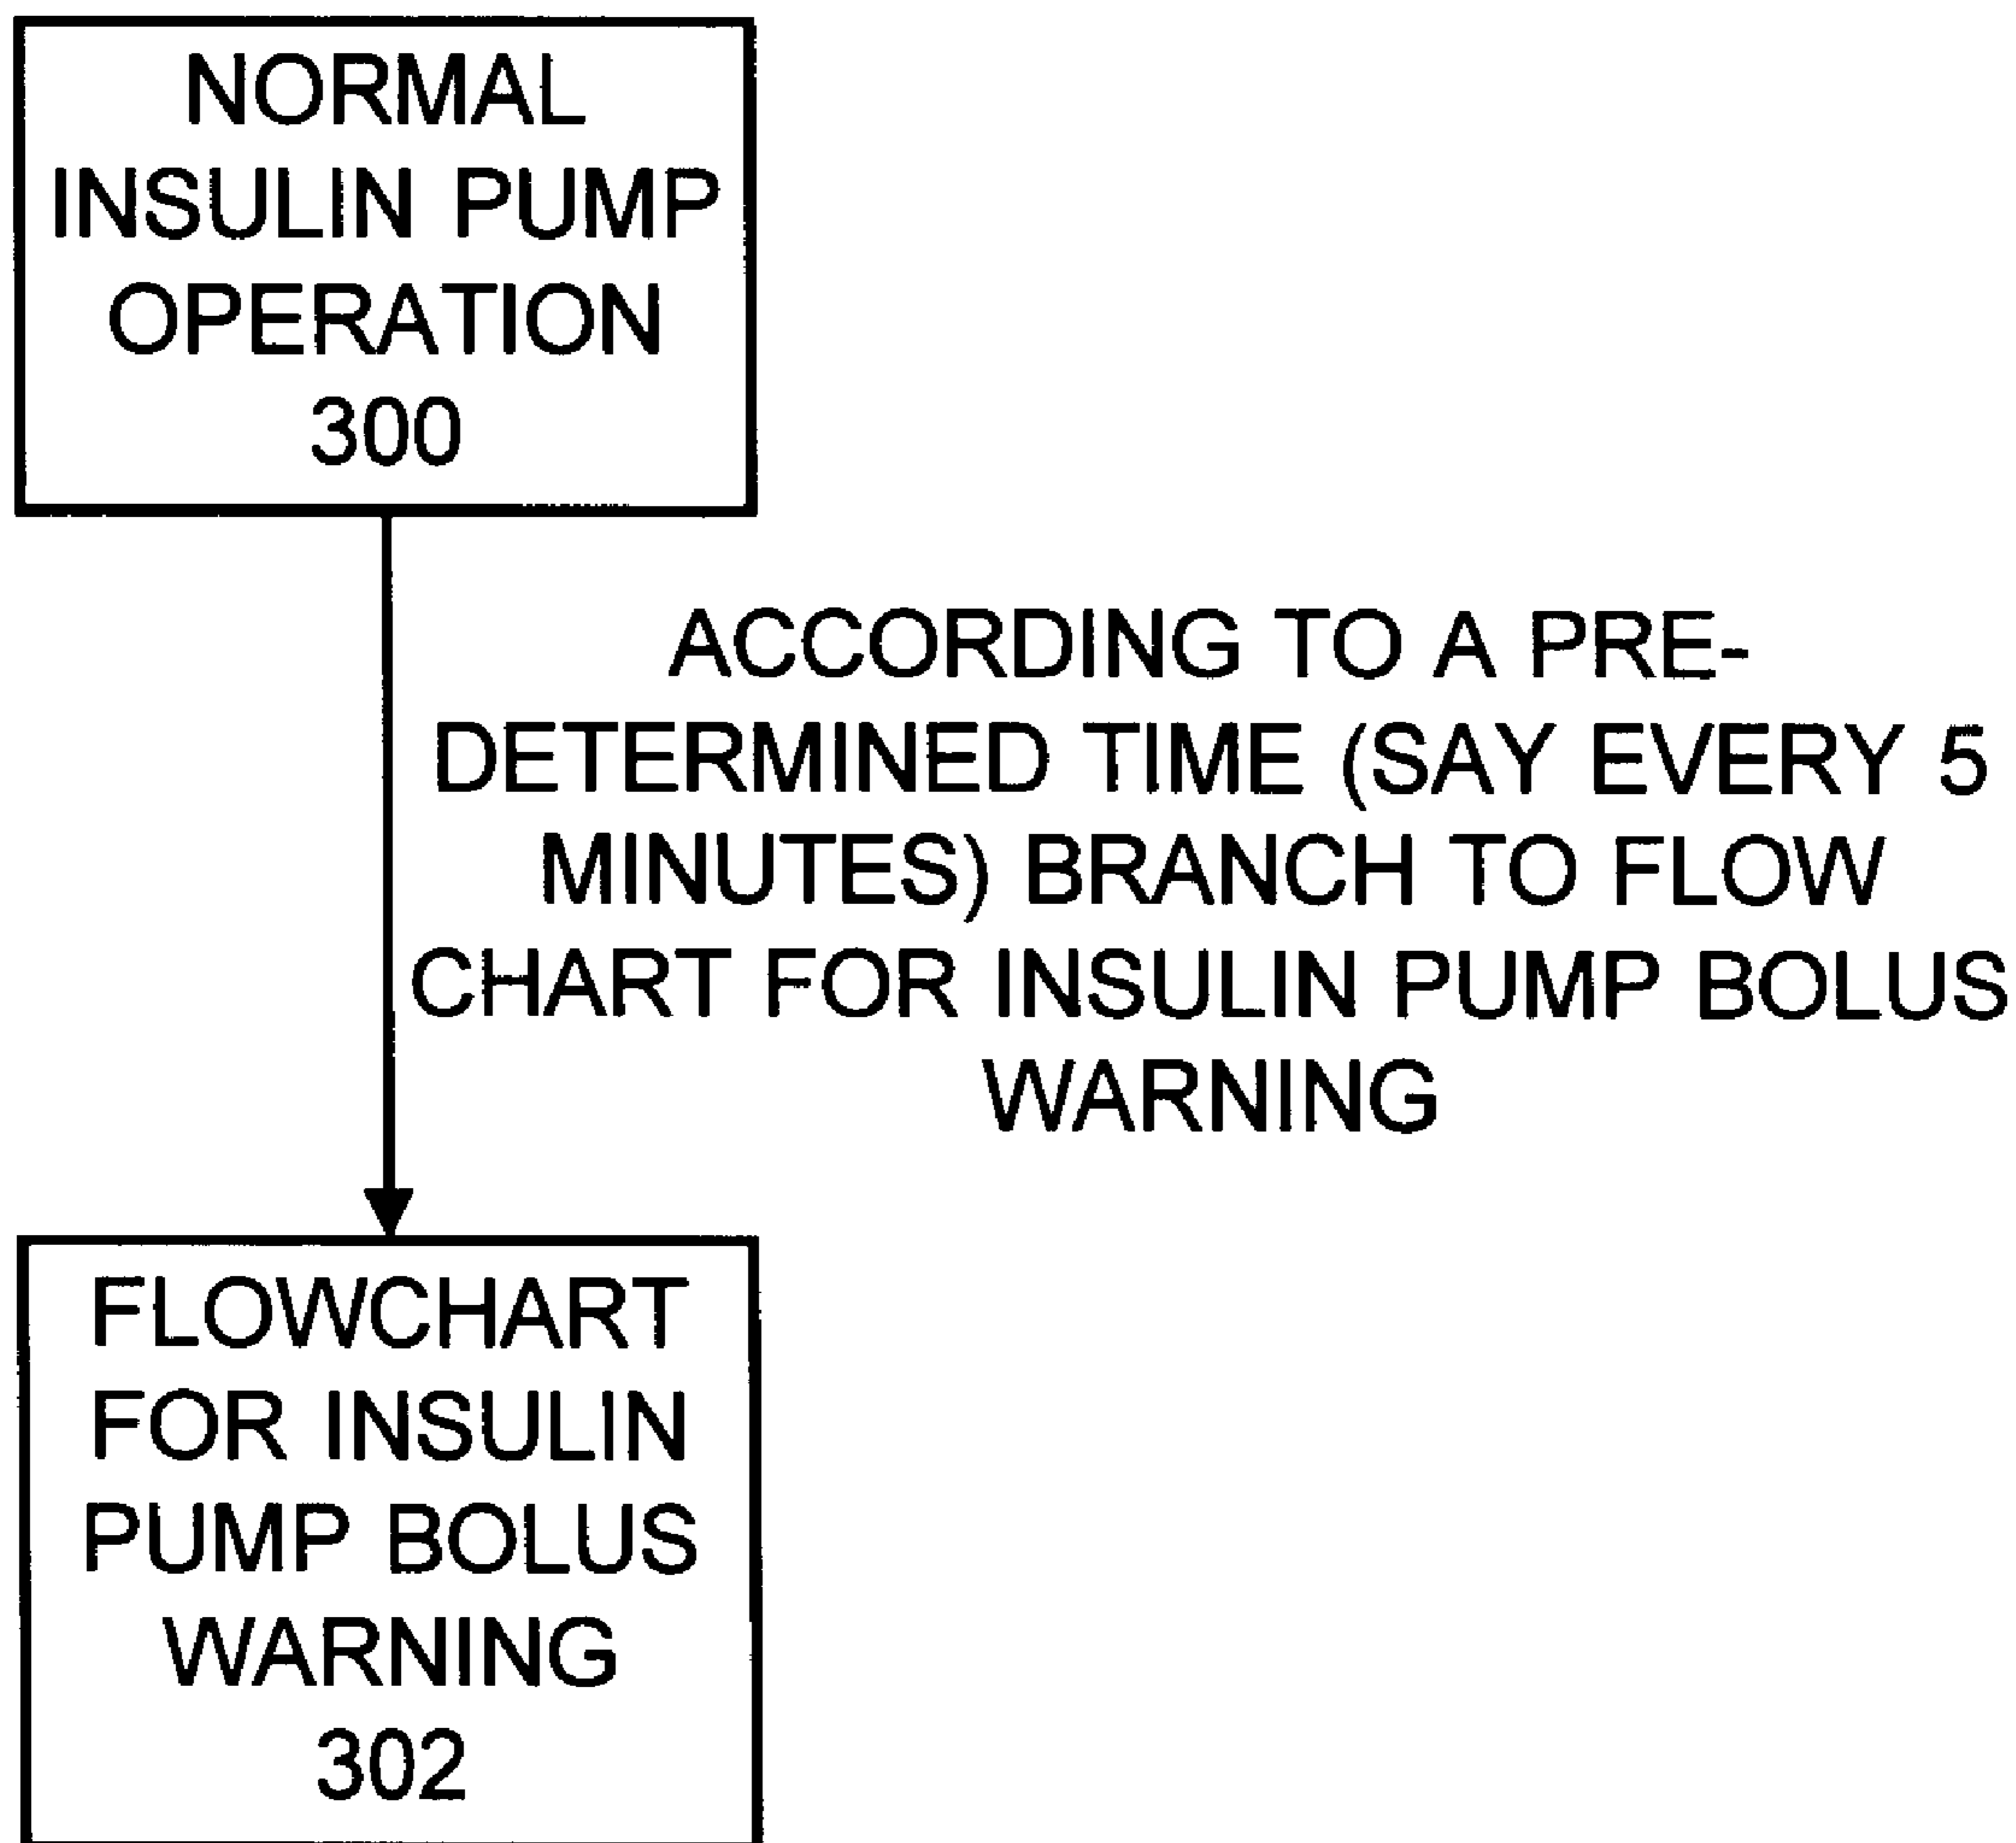 NORMAL
INSULIN PUMP
OPERATION
300
ACCORDING TO A PRE-
DETERMINED TIME (SAY EVERY 5
MINUTES) BRANCH TO FLOW
CHART FOR INSULIN PUMP BOLUS
WARNING
FLOWCHART
FOR INSULIN
PUMP BOLUS
WARNING
302